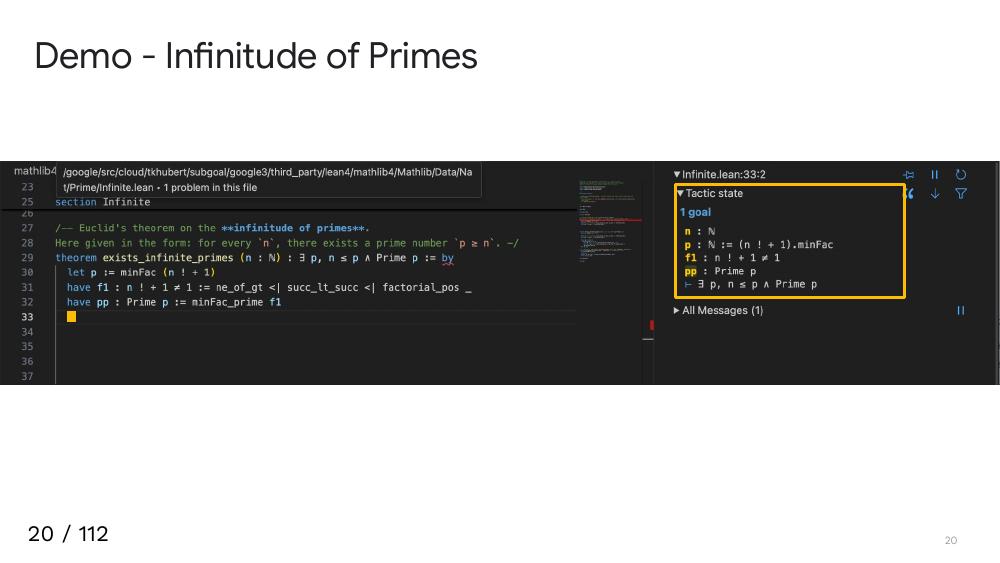 Demo - Infinitude of Primes
mathlib4
/google/src/cloud/tkhubert/subgoal/google3/third_party/lean4/mathlib4/Mathlib/Data/Na
t/Prime/Infinite.lean • 1 problem in this file
23
25 section Infinite
26
27 /-- Euclid's theorem on the **infinitude of primes**.
28 Here given in the form: for every `n`, there exists a prime number `p ≥ n`. -/
29 theorem exists_infinite_primes (n : ℕ) : ∃ p, n ≤ p ∧ Prime p := by
30 let p := minFac (n ! + 1)
31 have f1 : n ! + 1 ≠ 1 := ne_of_gt <| succ_lt_succ <| factorial_pos _
32 have pp : Prime p := minFac_prime f1
33
34
35
36
37
▼Infinite.lean:33:2
▼Tactic state
1 goal
n : ℕ
p : ℕ := (n ! + 1).minFac
f1 : n ! + 1 ≠ 1
pp : Prime p
⊢ ∃ p, n ≤ p ∧ Prime p
▶ All Messages (1)
20 / 112
20